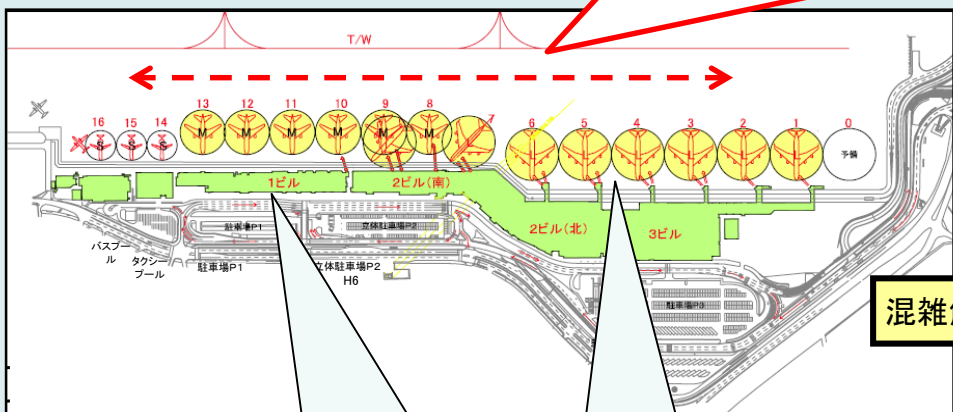 T/W
16
15
14
13
12
11
10
9
8
7
6
5
4
3
2
1
0
S
S
S
M
M
M
M
M
M
L
L
L
L
L
L
予備
1ビル
2ビル(南)
2ビル(北)
3ビル
駐車場P1
立体駐車場P2
駐車場P3
バスプー
ル
タクシー
プール
駐車場P1
立体駐車場P2
H6
混雑